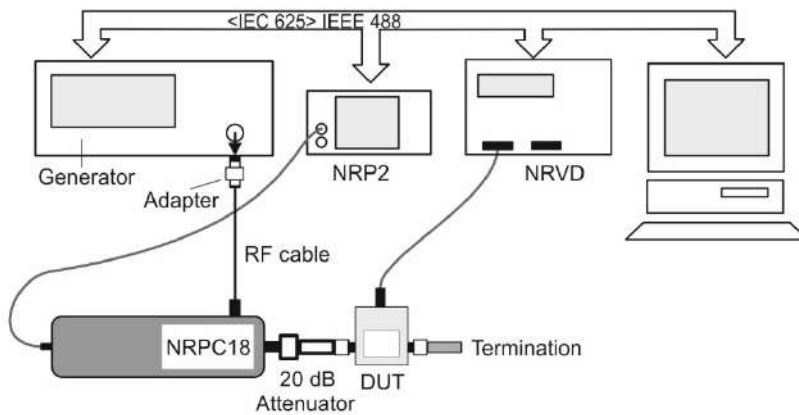 <IEC 625> IEEE 488
Generator
Adapter
NRP2
NRVD
RF cable
NRPC18
20 dB
Attenuator
DUT
Termination